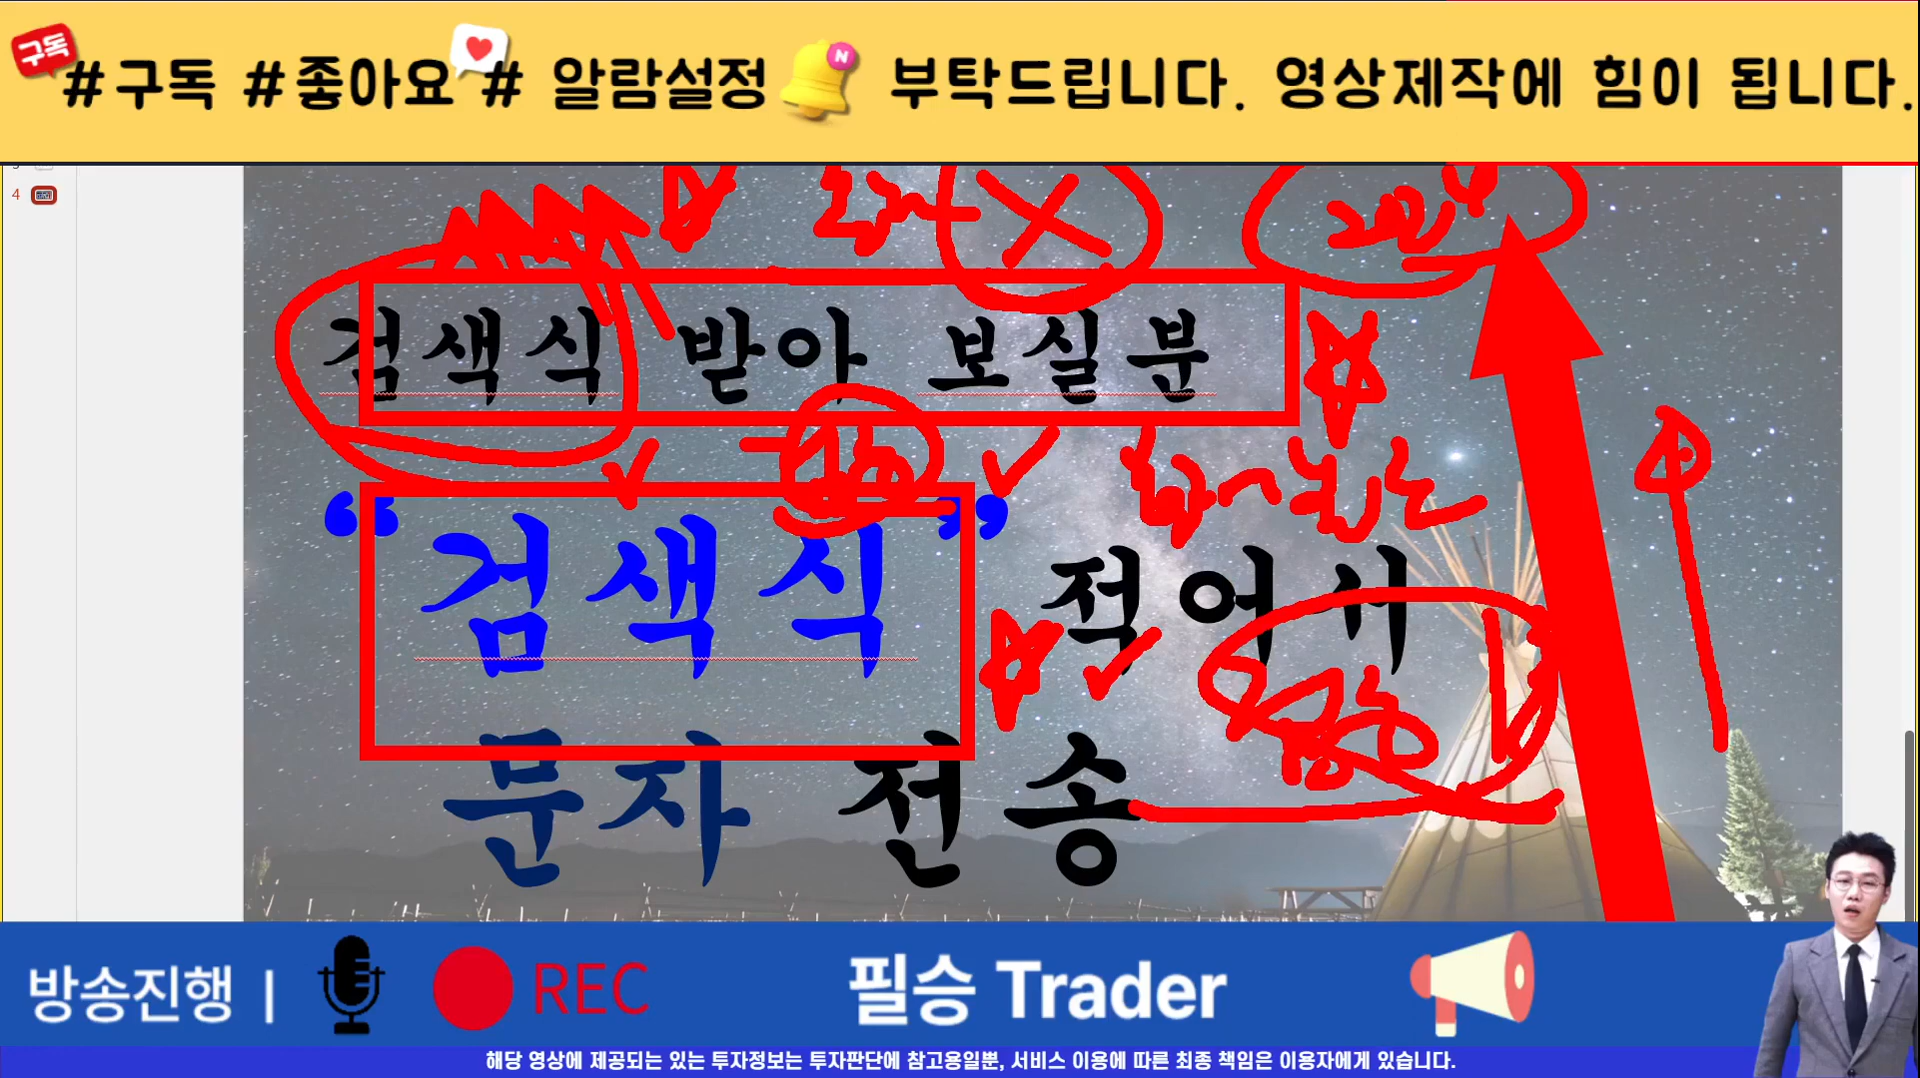 구독
#구독 #좋아요 # 알람설정 N 부탁드립니다. 영상제작에 힘이 됩니다.
4
검색식 받아 보실분
“검색식” 적어서
문자 전송
방송진행 | REC 필승 Trader
해당 영상에 제공되는 있는 투자정보는 투자판단에 참고용일뿐, 서비스 이용에 따른 최종 책임은 이용자에게 있습니다.